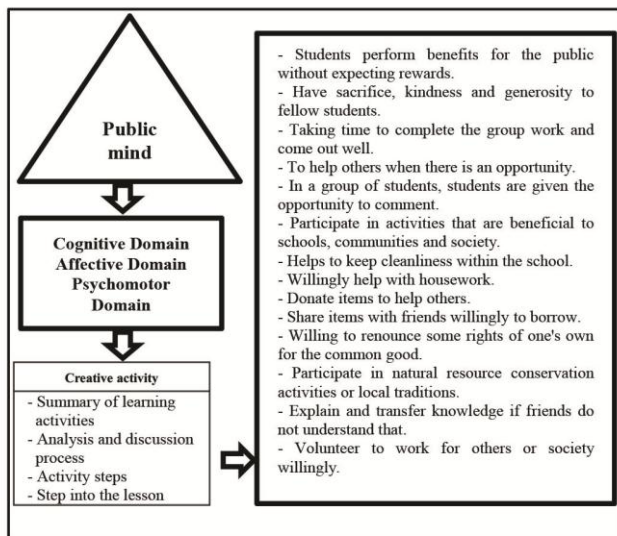 Public
mind
Cognitive Domain
Affective Domain
Psychomotor
Domain
Creative activity
- Summary of learning
activities
- Analysis and discussion
process
- Activity steps
- Step into the lesson
- Students perform benefits for the public
without expecting rewards.
- Have sacrifice, kindness and generosity to
fellow students.
- Taking time to complete the group work and
come out well.
- To help others when there is an opportunity.
- In a group of students, students are given the
opportunity to comment.
- Participate in activities that are beneficial to
schools, communities and society.
- Helps to keep cleanliness within the school.
- Willingly help with housework.
- Donate items to help others.
- Share items with friends willingly to borrow.
- Willing to renounce some rights of one's own
for the common good.
- Participate in natural resource conservation
activities or local traditions.
- Explain and transfer knowledge if friends do
not understand that.
- Volunteer to work for others or society
willingly.